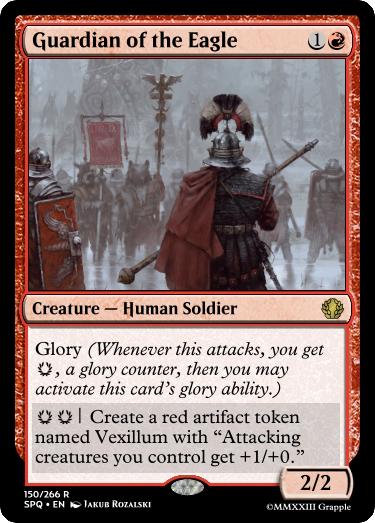 Guardian of the Eagle 1
Creature — Human Soldier
Glory (Whenever this attacks, you get
, a glory counter, then you may
activate this card's glory ability.)
| Create a red artifact token
named Vexillum with “Attacking
creatures you control get +1/+0.”
2/2
150/266 R
SPQ • EN Jakub Rozalski
©MMXXIII Grapple